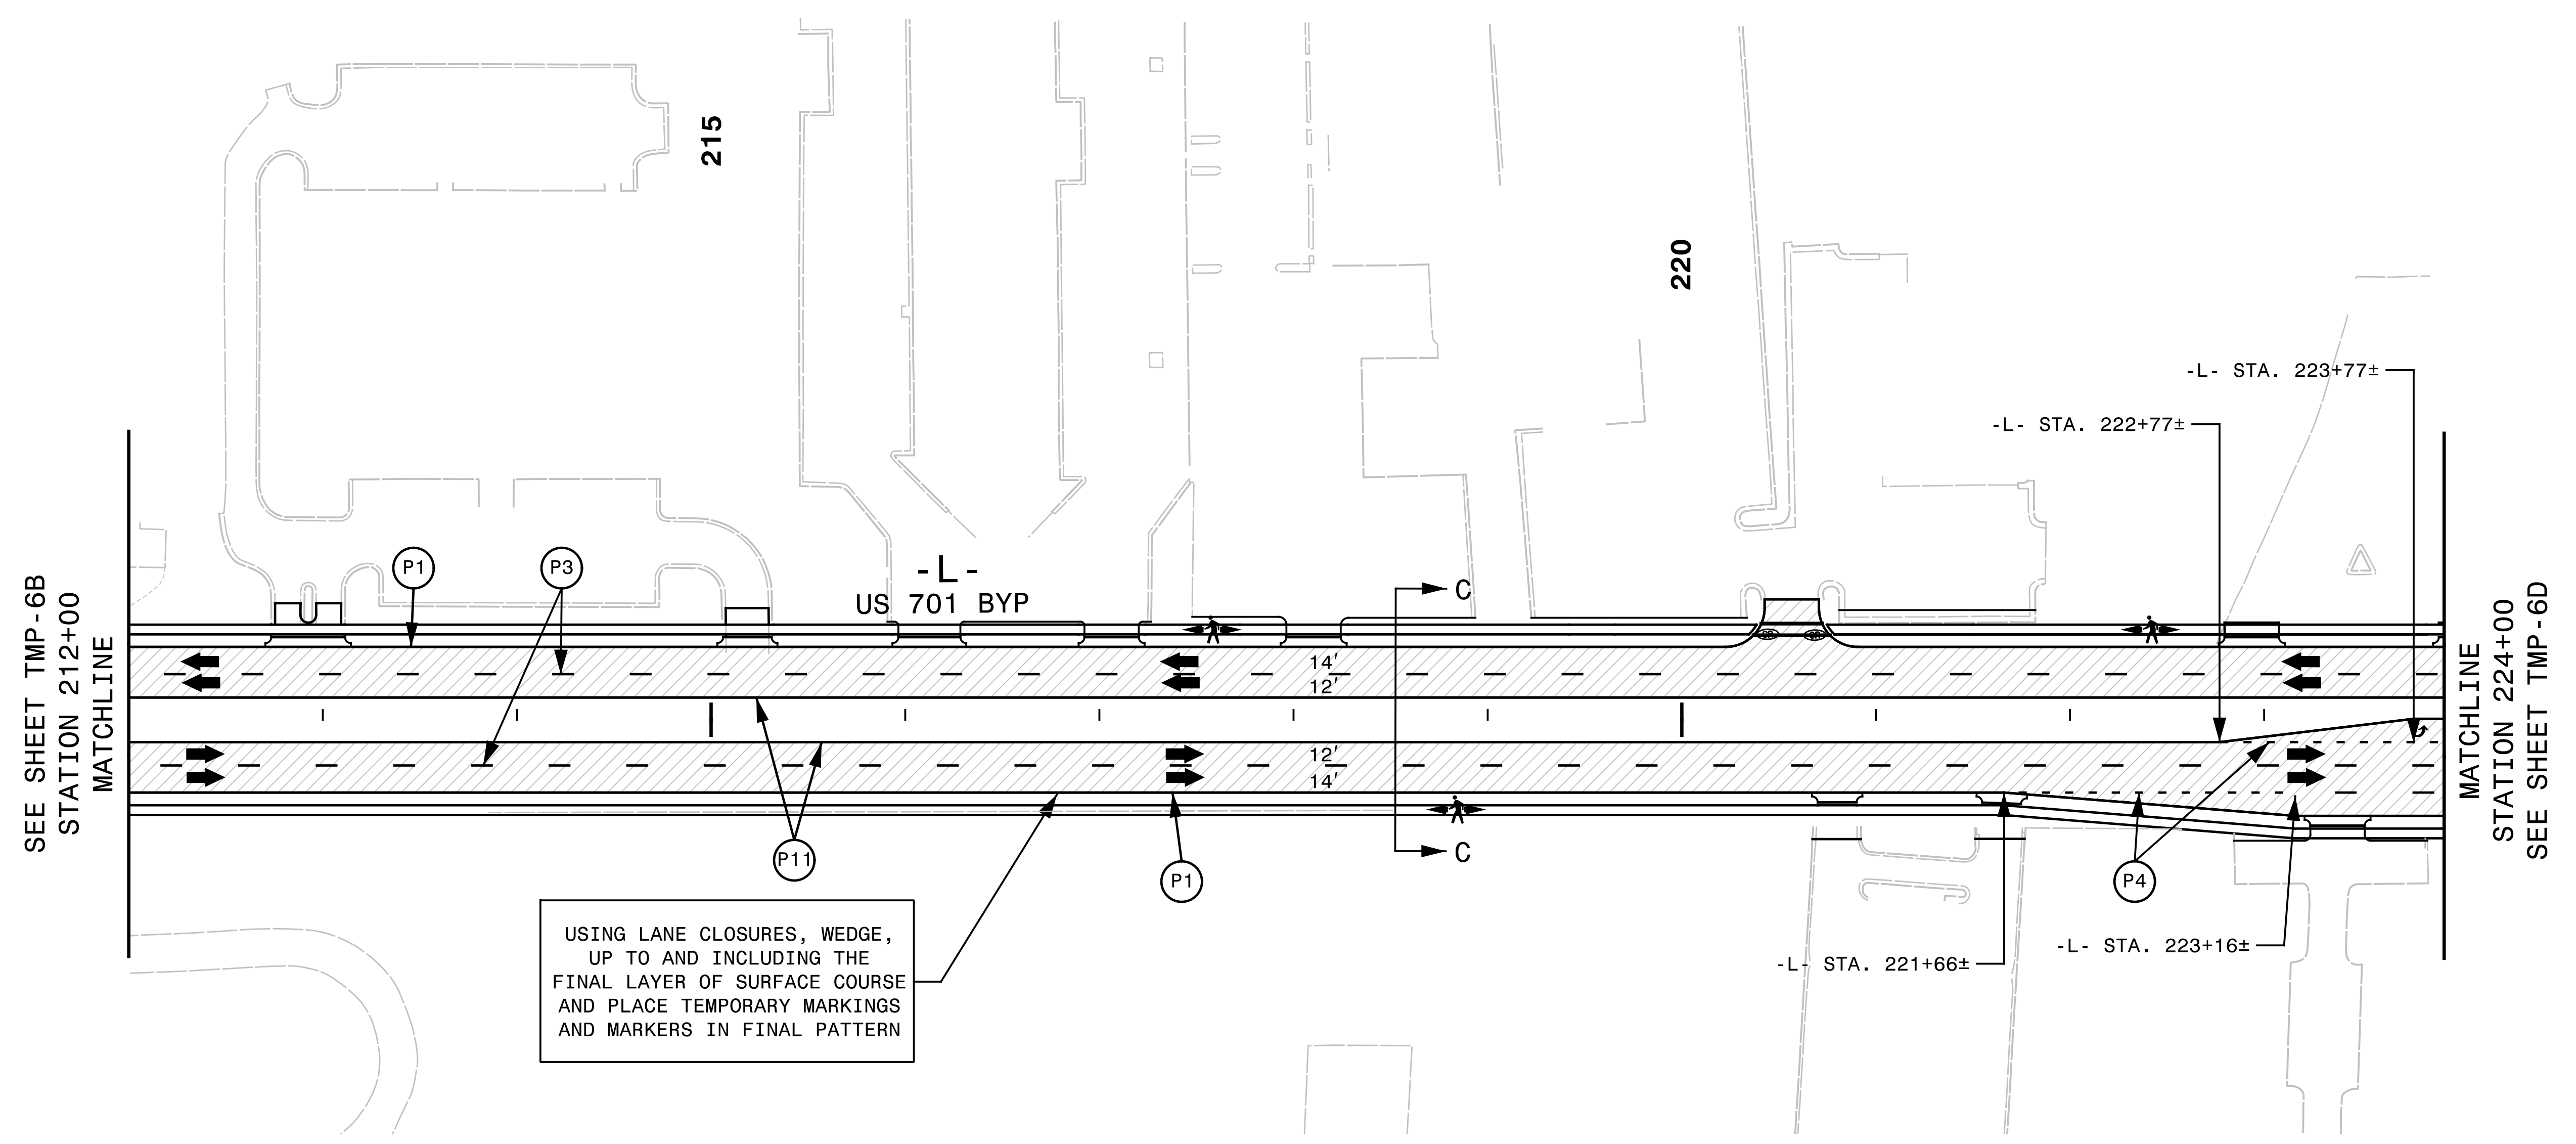 215
220
-L- STA. 223+77±
-L- STA. 222+77±
SEE SHEET TMP-6B
STATION 212+00
MATCHLINE
P1
P3
-L-
US 701 BYP
C
14'
12'
12'
14'
C
P11
P1
P4
MATCHLINE
STATION 224+00
SEE SHEET TMP-6D
USING LANE CLOSURES, WEDGE,
UP TO AND INCLUDING THE
FINAL LAYER OF SURFACE COURSE
AND PLACE TEMPORARY MARKINGS
AND MARKERS IN FINAL PATTERN
-L- STA. 221+66±
-L- STA. 223+16±